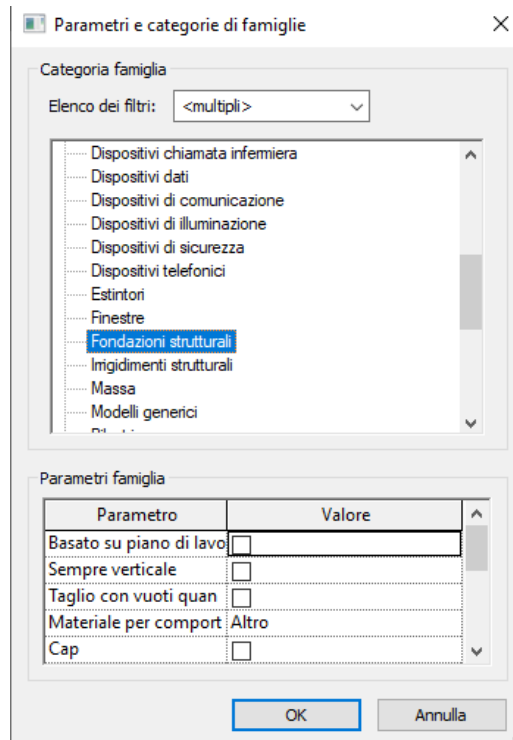 Parametri e categorie di famiglie
Categoria famiglia
Elenco dei filtri: <multipli>
Dispositivi chiamata infermiera
Dispositivi dati
Dispositivi di comunicazione
Dispositivi di illuminazione
Dispositivi di sicurezza
Dispositivi telefonici
Estintori
Finestre
Fondazioni strutturali
Irrigidimenti strutturali
Massa
Modelli generici
Parametri famiglia
Parametro Valore
Basato su piano di lavo
Sempre verticale
Taglio con vuoti quan
Materiale per comport Altro
Cap
OK Annulla